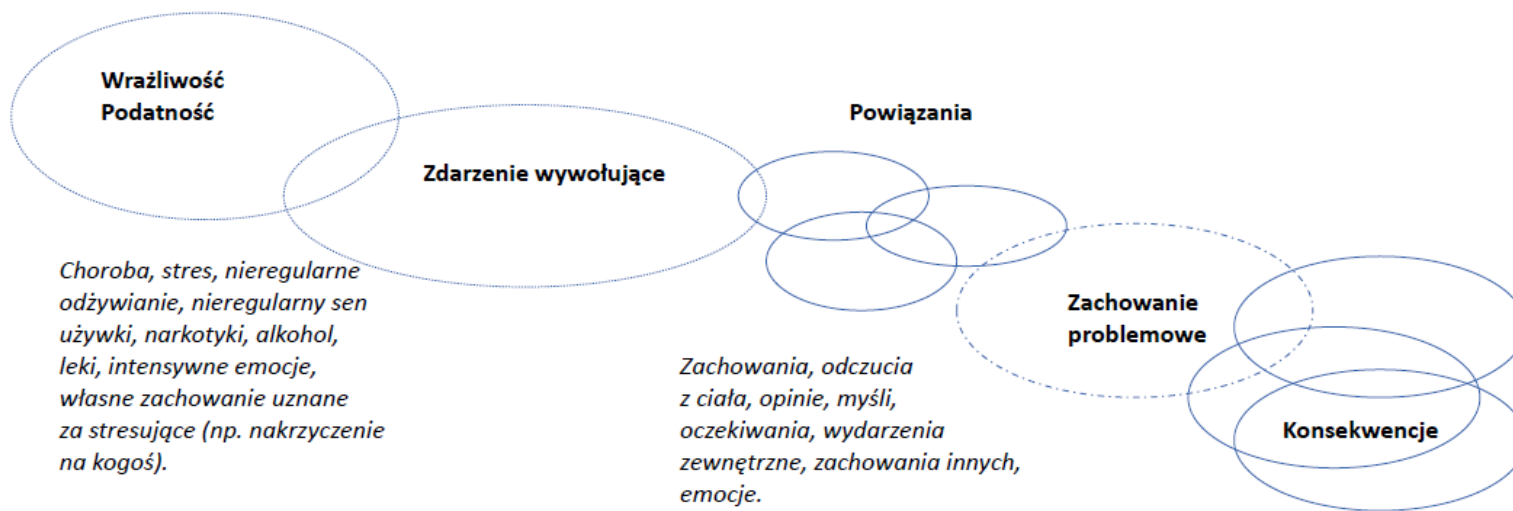 Wrażliwość
Podatność
Powiązania
Zdarzenie wywołujące
Choroba, stres, nieregularne
odżywianie, nieregularny sen
używki, narkotyki, alkohol,
leki, intensywne emocje,
własne zachowanie uznane
za stresujące (np. nakrzyczenie
na kogoś).
Zachowanie
problemowe
Zachowania, odczucia
z ciała, opinie, myśli,
oczekiwania, wydarzenia
zewnętrzne, zachowania innych,
emocje.
Konsekwencje